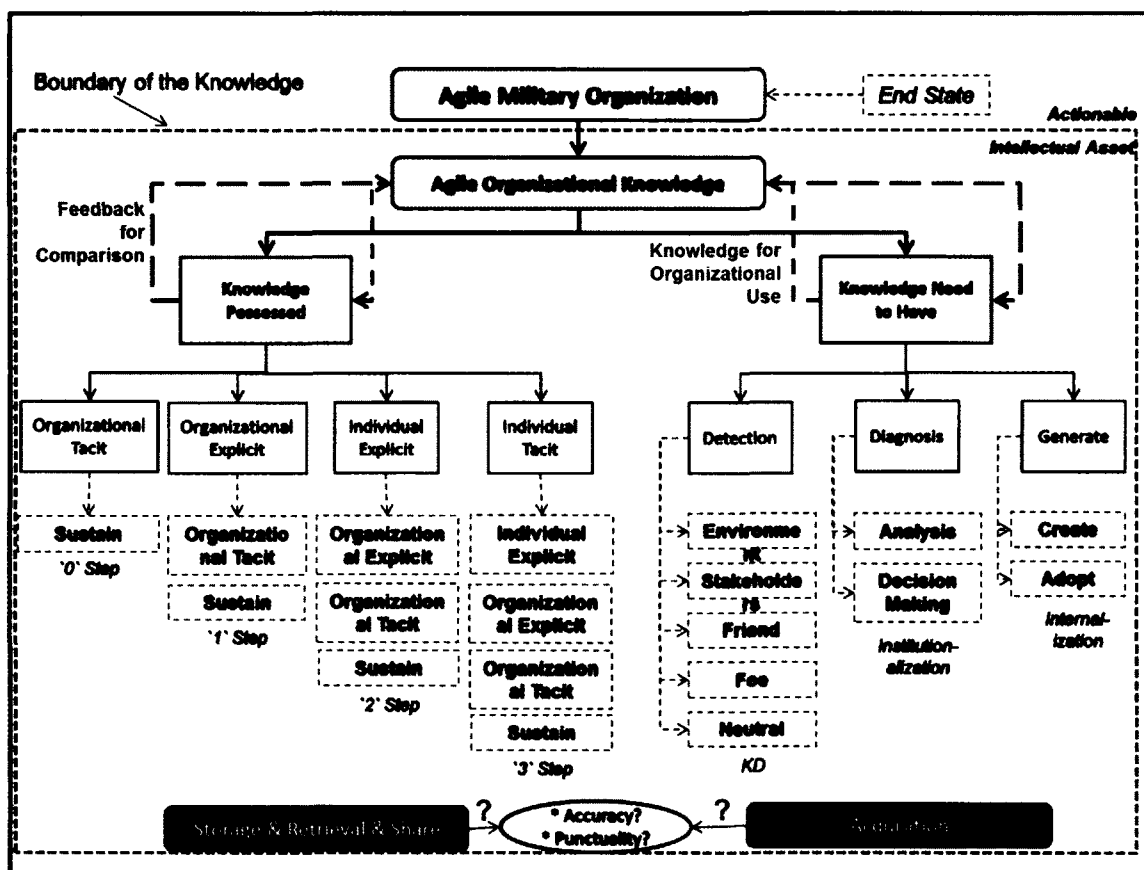 Boundary of the Knowledge
Agile Military Organization
End State
Actionable
Intellectual Asset
Agile Organizational Knowledge
Feedback
for
Comparison
Knowledge for
Organizational
Use
Knowledge
Possessed
Knowledge Need
to Have
Organizational
Tacit
Organizational
Explicit
Individual
Explicit
Individual
Tacit
Detection
Diagnosis
Generate
Sustain
'0' Step
Organizatio
nal Tacit
Sustain
'1' Step
Organization
al Explicit
Organization
al Tacit
Sustain
'2' Step
Individual
Explicit
Organization
al Explicit
Organization
al Tacit
Sustain
'3' Step
Environme
nt
Stakeholde
rs
Friend
Foe
Neutral
KD
Analysis
Decision
Making
Institution-
alization
Create
Adopt
Internal-
ization
Storage & Retrieval & Share
?
* Accuracy?
* Punctuality?
?
Acquisition